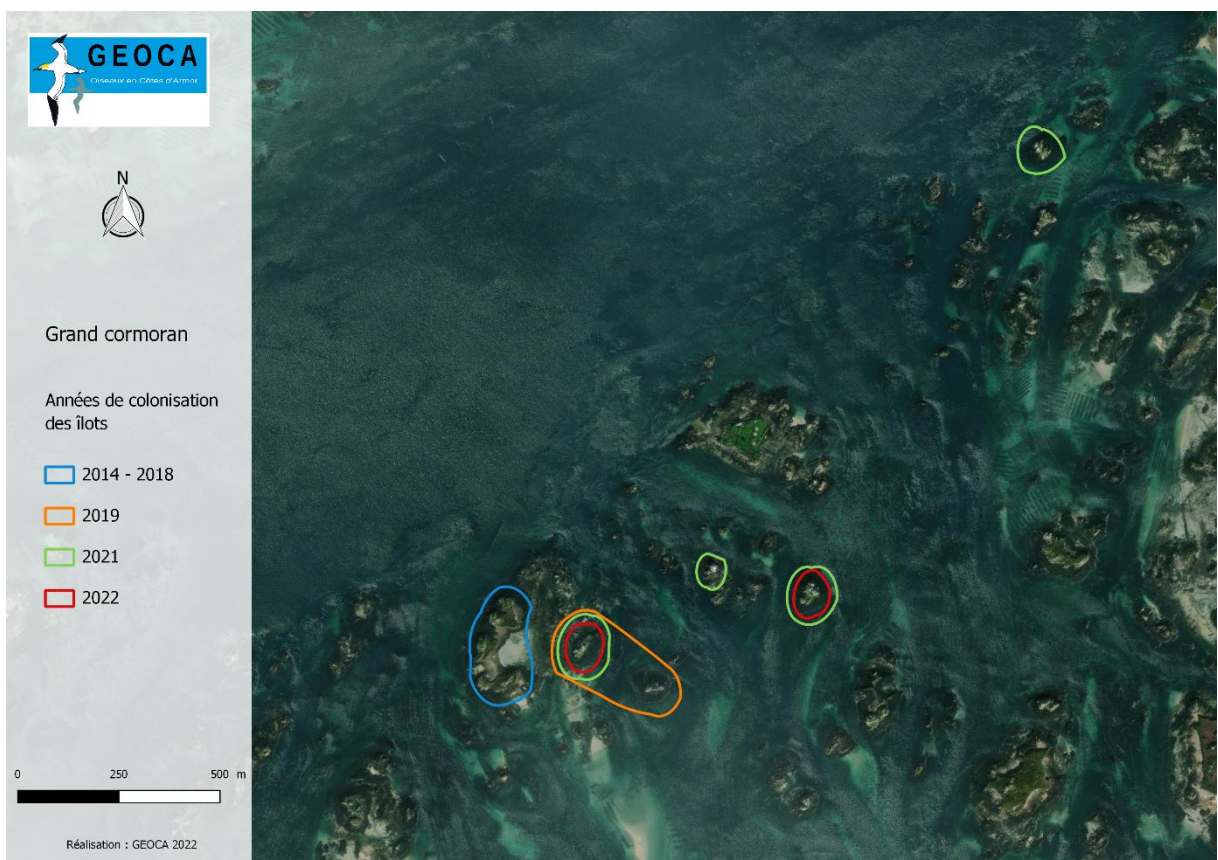 GEOCA
Oiseaux en Côtes d'Armor
N
Grand cormoran
Années de colonisation
des îlots
2014 - 2018
2019
2021
2022
0 250 500 m
Réalisation : GEOCA 2022